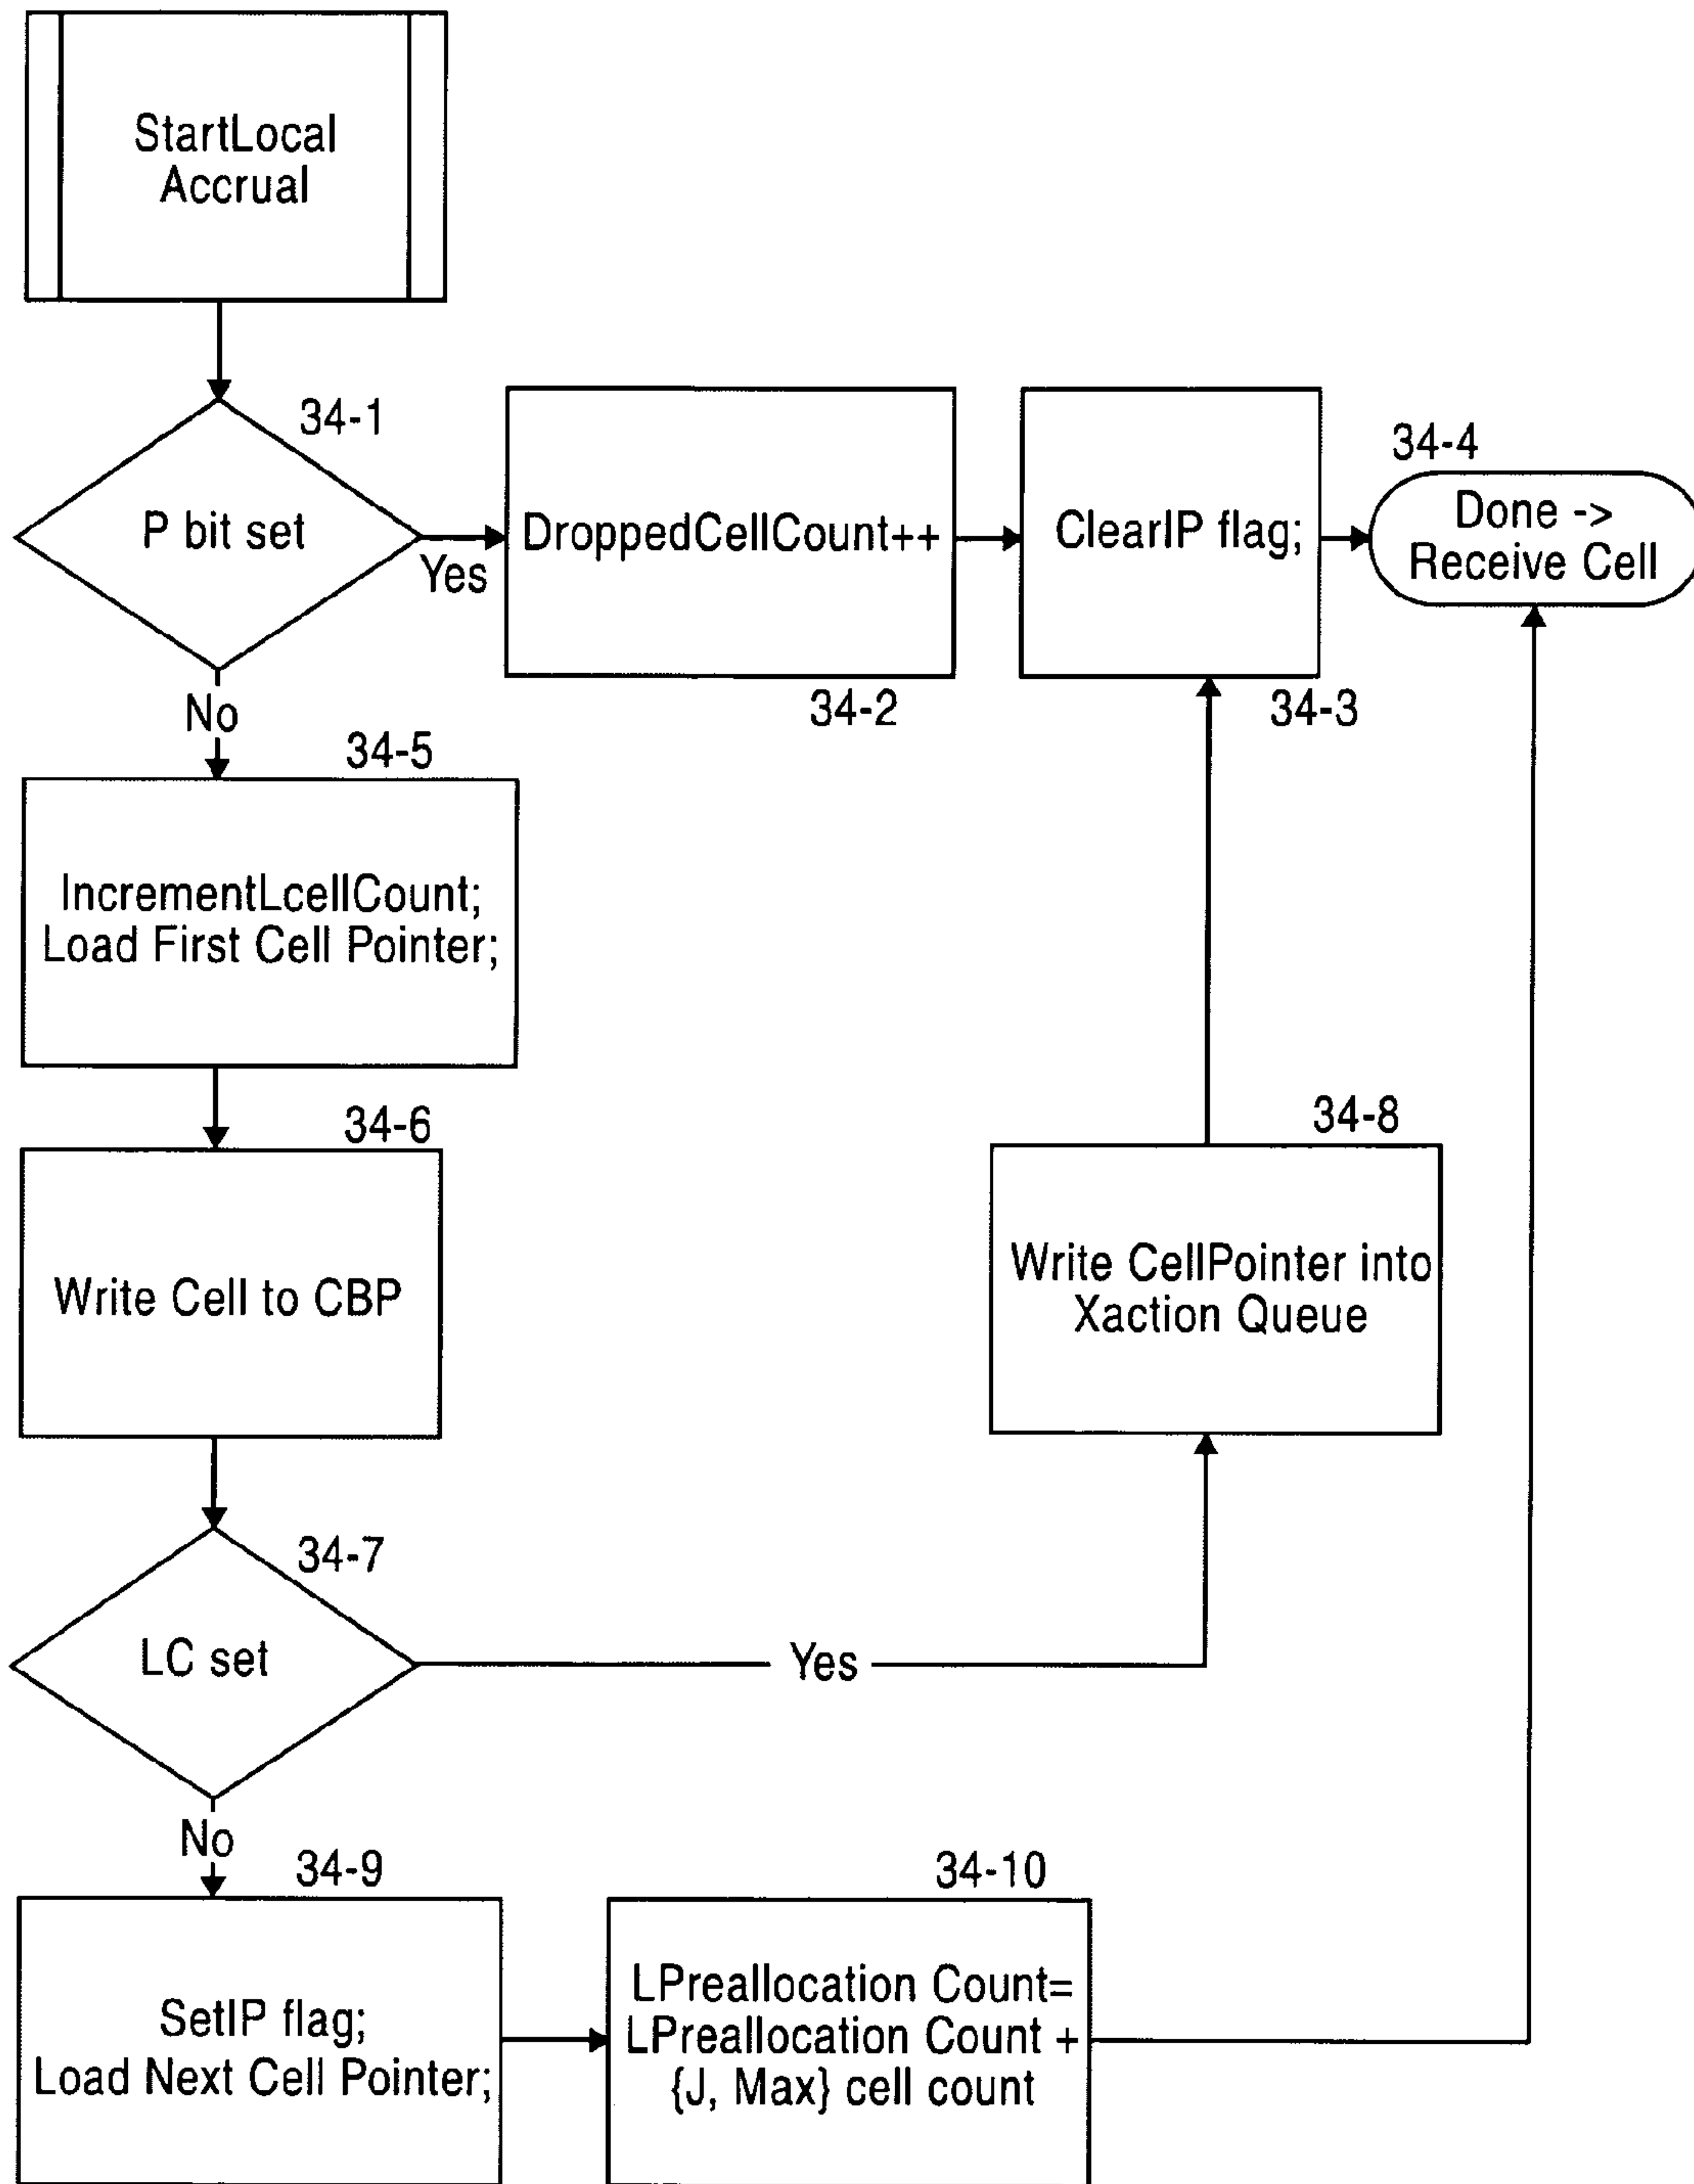 StartLocal
Accrual
34-1
P bit set
Yes
No
DroppedCellCount++
34-2
ClearIP flag;
34-3
34-4
Done ->
Receive Cell
34-5
IncrementLcellCount;
Load First Cell Pointer;
34-6
Write Cell to CBP
34-7
LC set
Yes
34-8
Write CellPointer into
Xaction Queue
No
34-9
SetIP flag;
Load Next Cell Pointer;
34-10
LPreallocation Count=
LPreallocation Count +
{J, Max} cell count